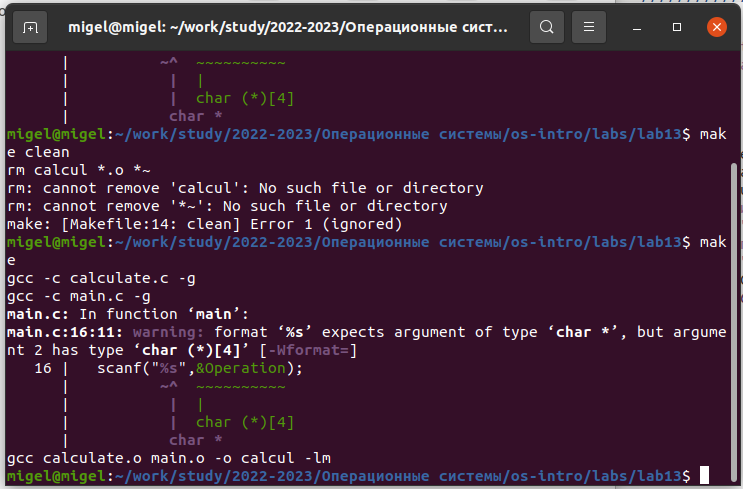 migel@migel: ~/work/study/2022-2023/Операционные сист...
| ~^ ~~~~~~~~~~
| | |
| | char (*)[4]
| char *
migel@migel:~/work/study/2022-2023/Операционные системы/os-intro/labs/lab13$ mak
e clean
rm calcul *.o *~
rm: cannot remove 'calcul': No such file or directory
rm: cannot remove '*~': No such file or directory
make: [Makefile:14: clean] Error 1 (ignored)
migel@migel:~/work/study/2022-2023/Операционные системы/os-intro/labs/lab13$ mak
e
gcc -c calculate.c -g
gcc -c main.c -g
main.c: In function ‘main’:
main.c:16:11: warning: format ‘%s’ expects argument of type ‘char *’, but argume
nt 2 has type ‘char (*)[4]’ [-Wformat=]
16 | scanf("%s",&Operation);
| ~^ ~~~~~~~~~~
| | |
| | char (*)[4]
| char *
gcc calculate.o main.o -o calcul -lm
migel@migel:~/work/study/2022-2023/Операционные системы/os-intro/labs/lab13$